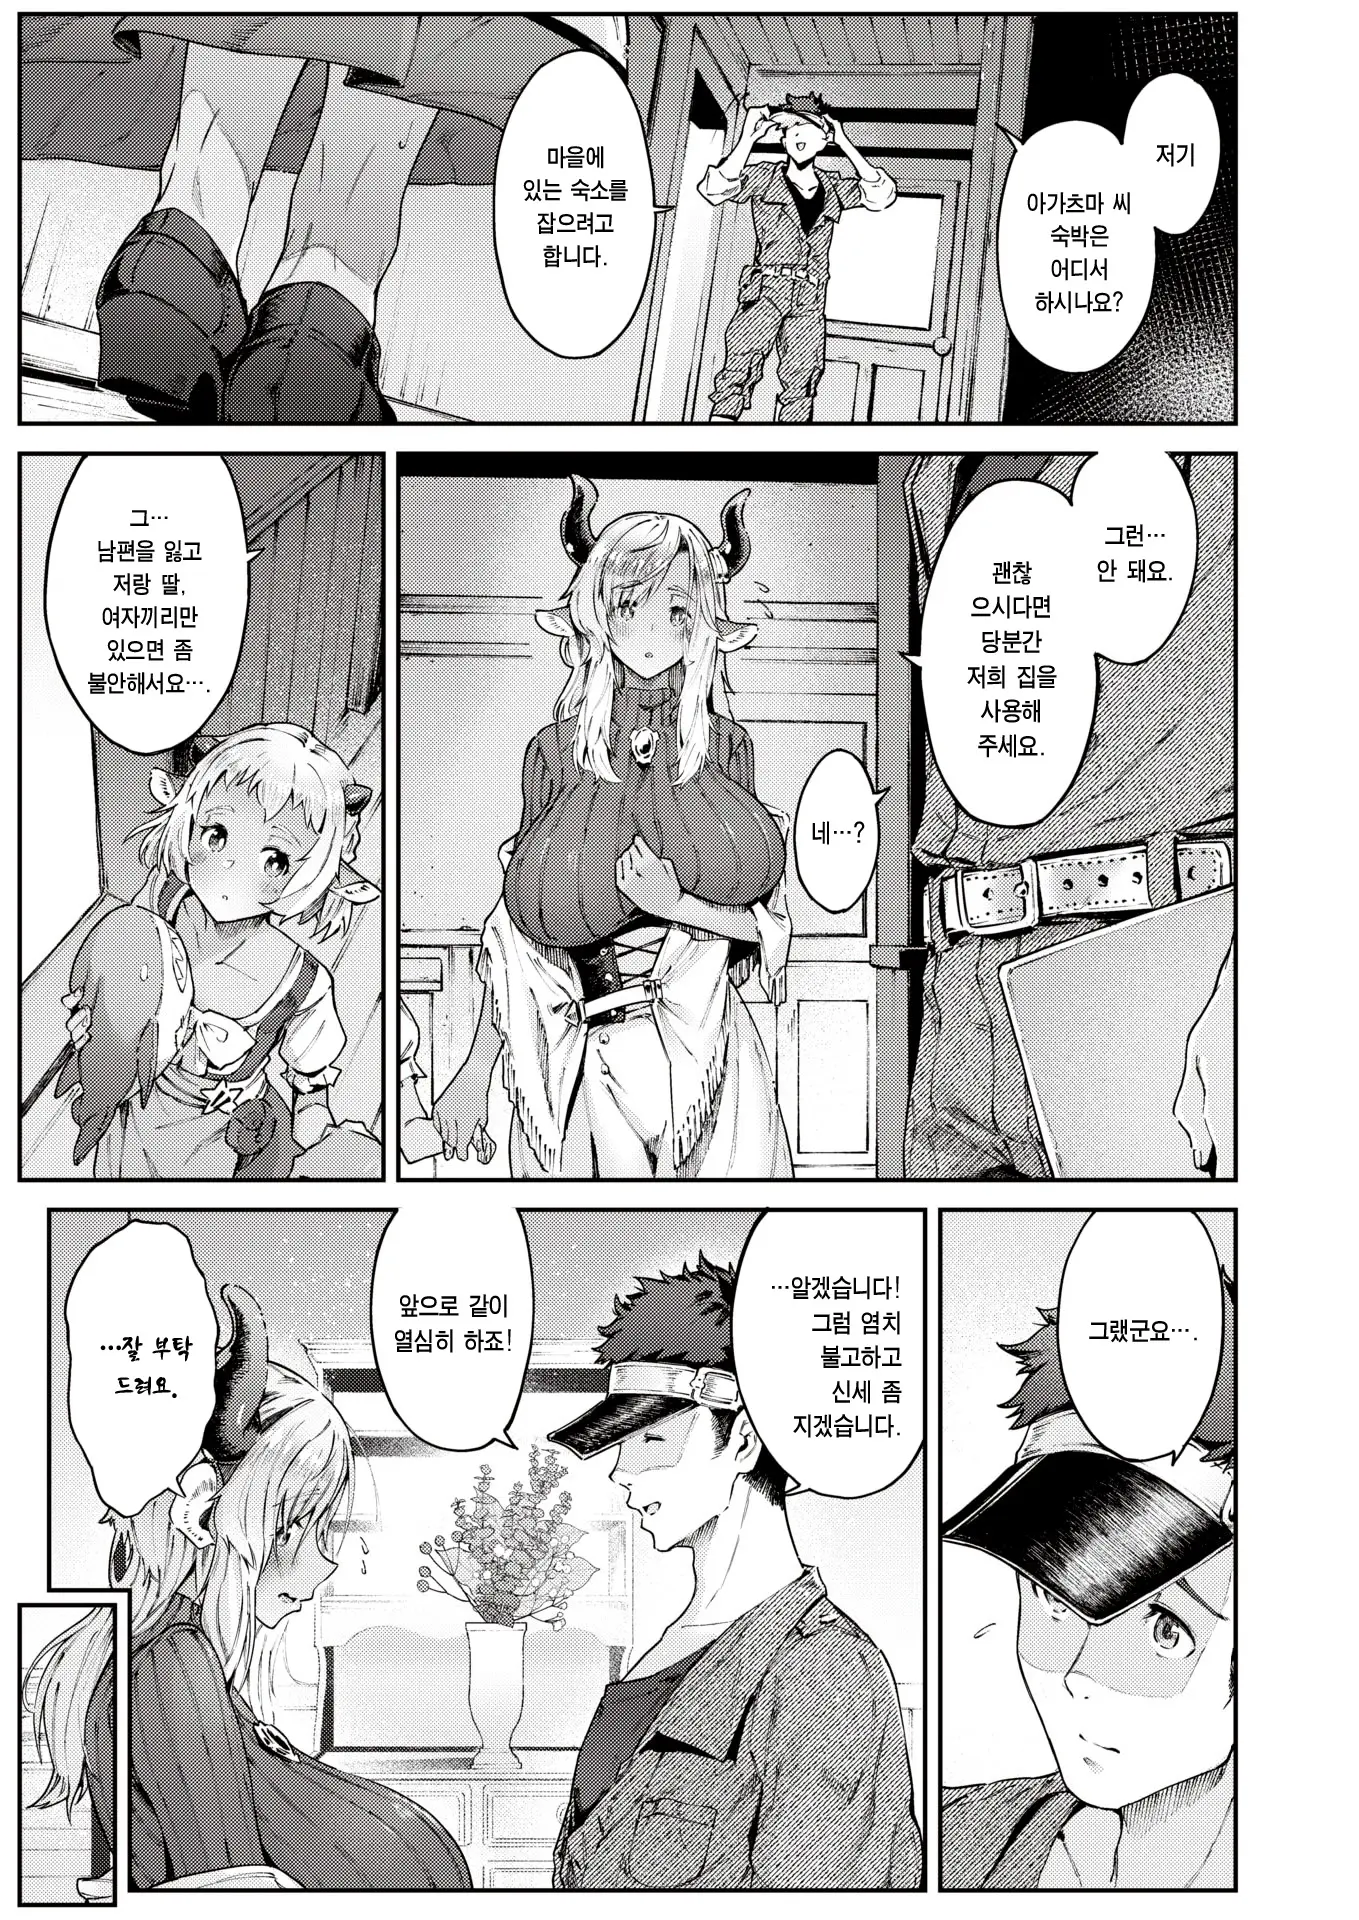 저기
아가츠마 씨
숙박은
어디서
하시나요?
마을에
있는 숙소를
잡으려고
합니다.
그런…
안 돼요.
괜찮
으시다면
당분간
저희 집을
사용해
주세요.
네…?
그…
남편을 잃고
저랑 딸,
여자끼리만
있으면 좀
불안해서요….
그랬군요….
…알겠습니다!
그럼 염치
불고하고
신세 좀
지겠습니다.
앞으로 같이
열심히 하죠!
…잘 부탁
드려요.